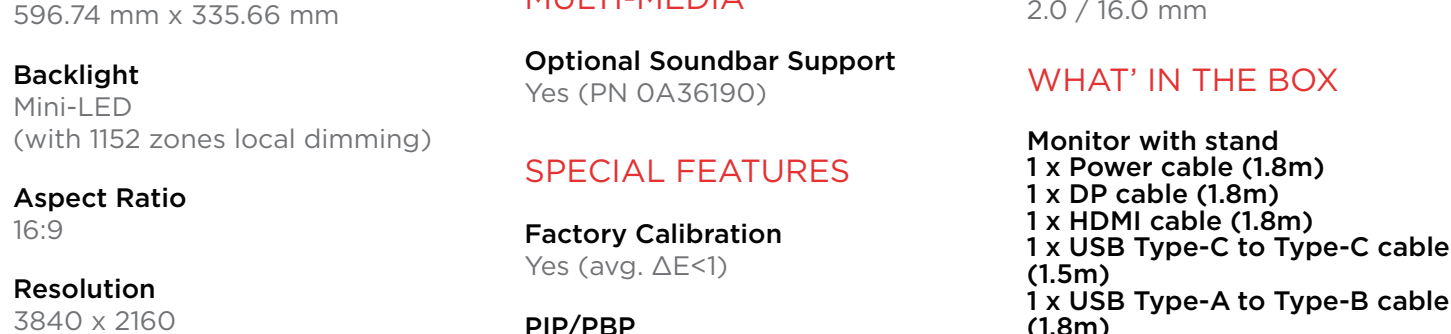 596.74 mm x 335.66 mm
Backlight
Mini-LED
(with 1152 zones local dimming)
Aspect Ratio
16:9
Resolution
3840 x 2160
MULTI-MEDIA
Optional Soundbar Support
Yes (PN 0A36190)
SPECIAL FEATURES
Factory Calibration
Yes (avg. ΔE<1)
PIP/PBP
2.0 / 16.0 mm
WHAT' IN THE BOX
Monitor with stand
1 x Power cable (1.8m)
1 x DP cable (1.8m)
1 x HDMI cable (1.8m)
1 x USB Type-C to Type-C cable
(1.5m)
1 x USB Type-A to Type-B cable
(1.8m)